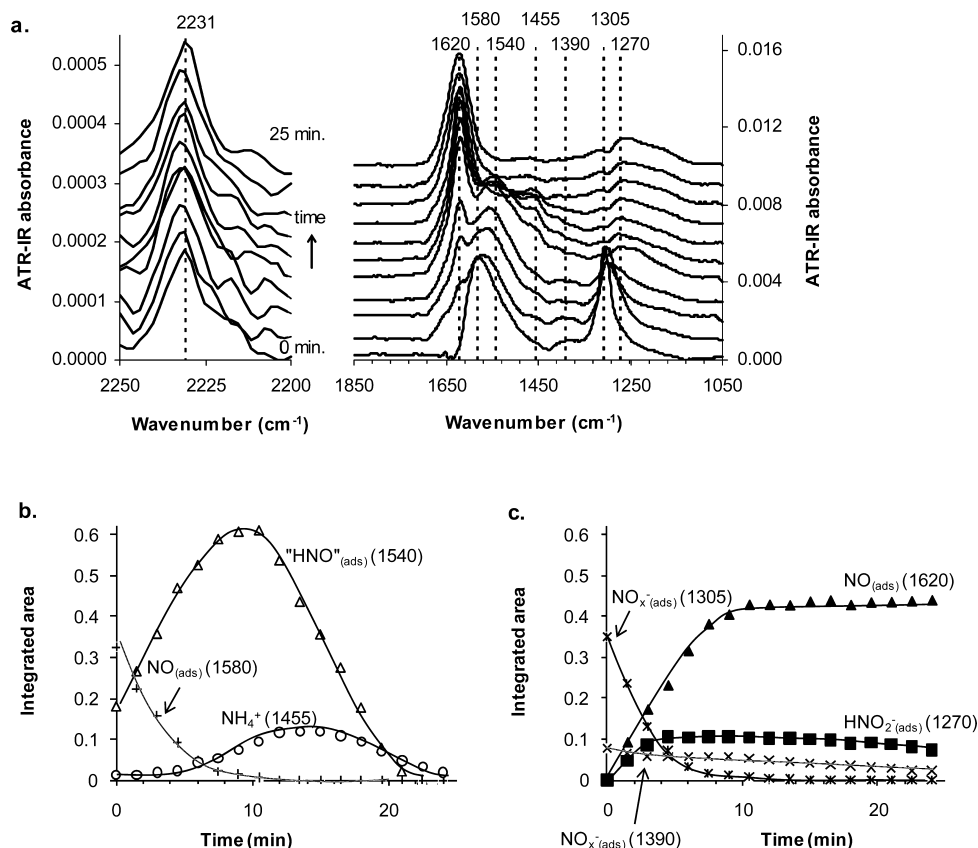 a.
2231
1580 1455 1305
1620 1540 1390 1270
0.0005
0.0004
0.0003
0.0002
0.0001
0.0000
ATR-IR absorbance
25 min.
time
0 min.
2250 2225 2200
Wavenumber (cm-1)
0.016
0.012
0.008
0.004
0.000
ATR-IR absorbance
1850 1650 1450 1250 1050
Wavenumber (cm-1)
b.
0.6
0.5
0.4
0.3
0.2
0.1
0
Integrated area
"HNO"(ads) (1540)
NO(ads) (1580)
NH4+ (1455)
0 10 20
Time (min)
c.
0.6
0.5
0.4
0.3
0.2
0.1
0
Integrated area
NO(ads) (1620)
NOx-(ads) (1305)
HNO2-(ads) (1270)
0 10 20
NOx-(ads) (1390)
Time (min)